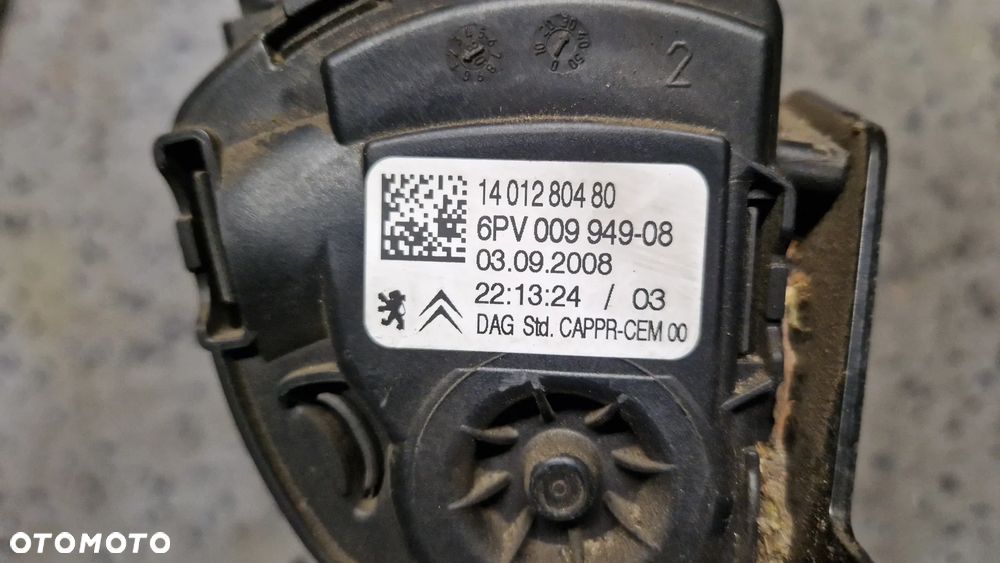 2
14 012 804 80
6PV 009 949-08
03.09.2008
22:13:24 / 03
DAG Std. CAPPR-CEM 00
OTOMOTO